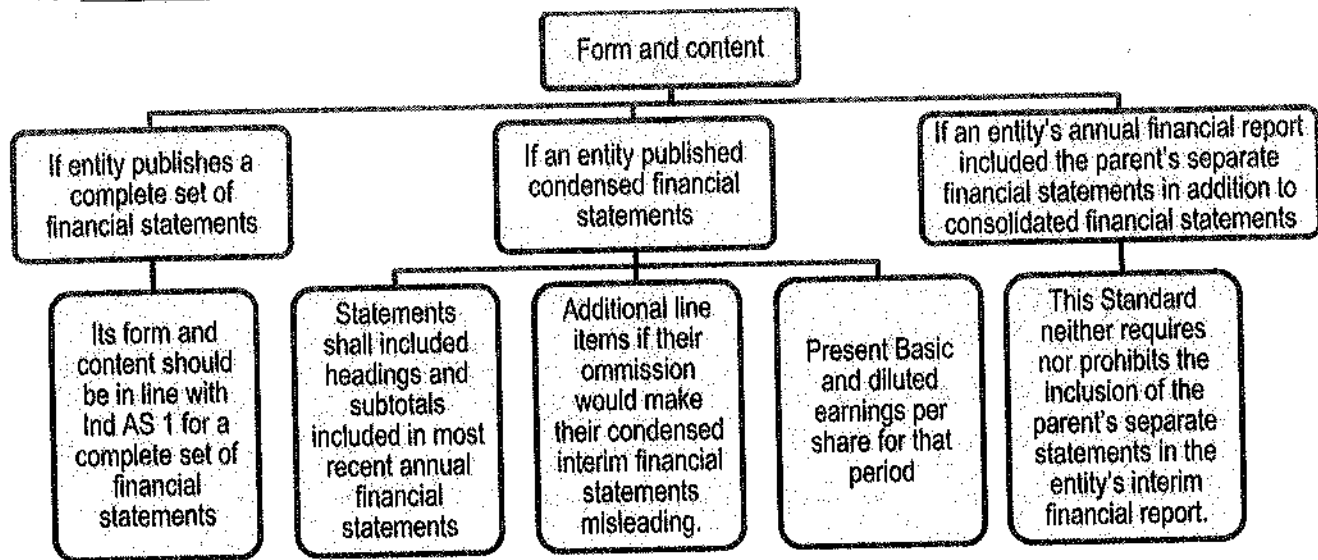 Form and content
If entity publishes a
complete set of
financial statements
If an entity published
condensed financial
statements
If an entity's annual financial report
included the parent's separate
financial statements in addition to
consolidated financial statements
Its form and
content should
be in line with
Ind AS 1 for a
complete set of
financial
statements
Statements
shall included
headings and
subtotals
included in most
recent annual
financial
statements
Additional line
items if their
ommission
would make
their condensed
interim financial
statements
misleading.
Present Basic
and diluted
earnings per
share for that
period
This Standard
neither requires
nor prohibits the
inclusion of the
parent's separate
statements in the
entity's interim
financial report.